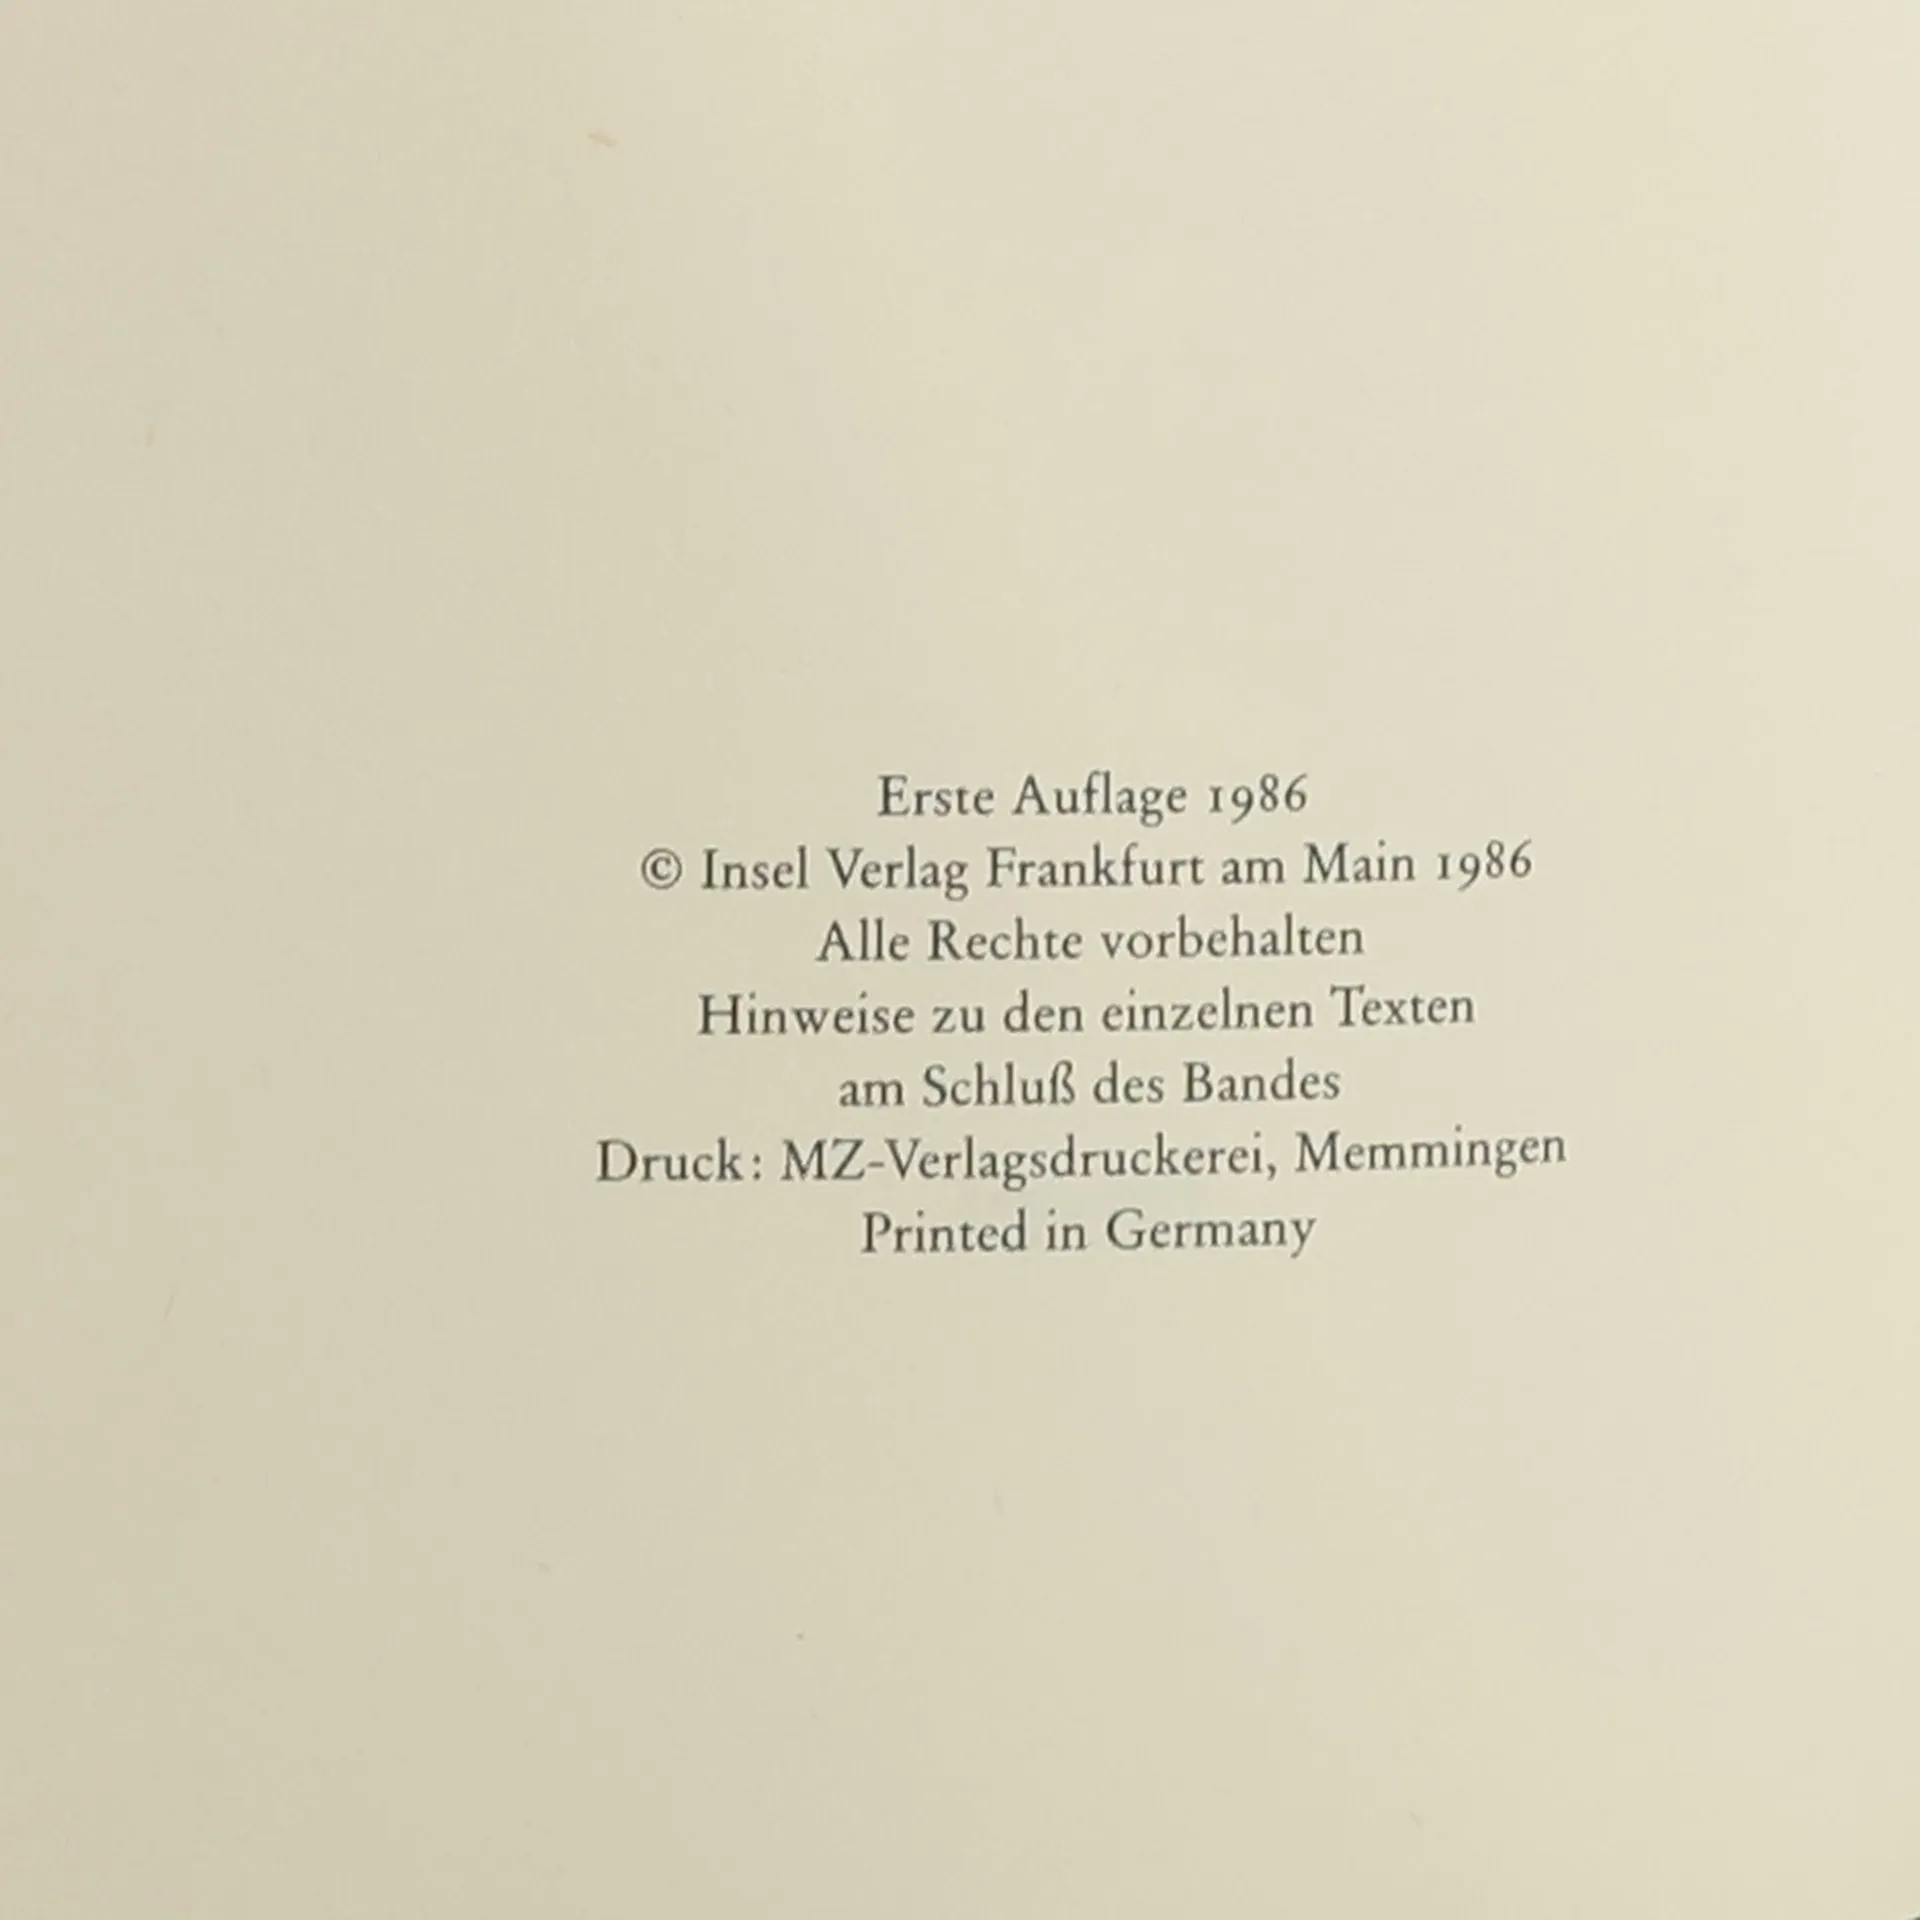 Erste Auflage 1986
© Insel Verlag Frankfurt am Main 1986
Alle Rechte vorbehalten
Hinweise zu den einzelnen Texten
am Schluß des Bandes
Druck: MZ-Verlagsdruckerei, Memmingen
Printed in Germany